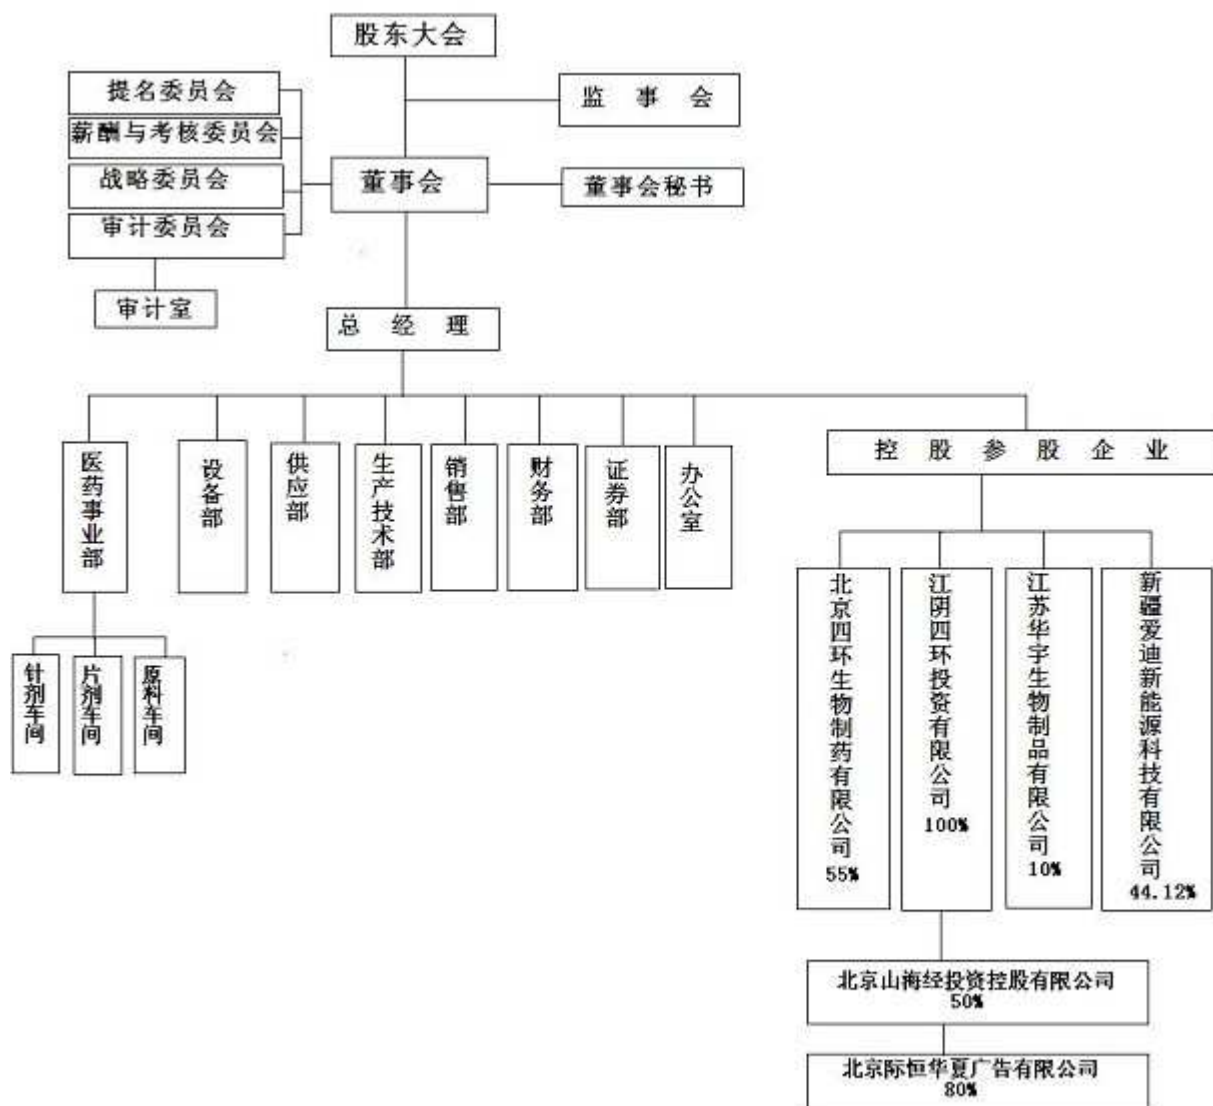 股东大会
提名委员会
监事会
薪酬与考核委员会
董事会
战略委员会
董事会秘书
审计委员会
审计室
总经理
医药事业部
设备部
供应部
生产技术部
销售部
财务部
证券部
办公室
控股参股企业
针剂车间
片剂车间
原料车间
北京四环生物制药有限公司
55%
江阴四环投资有限公司
100%
江苏华宇生物制品有限公司
10%
新疆爱迪新能源科技有限公司
44.12%
北京山海经投资控股有限公司
50%
北京际恒华夏广告有限公司
80%